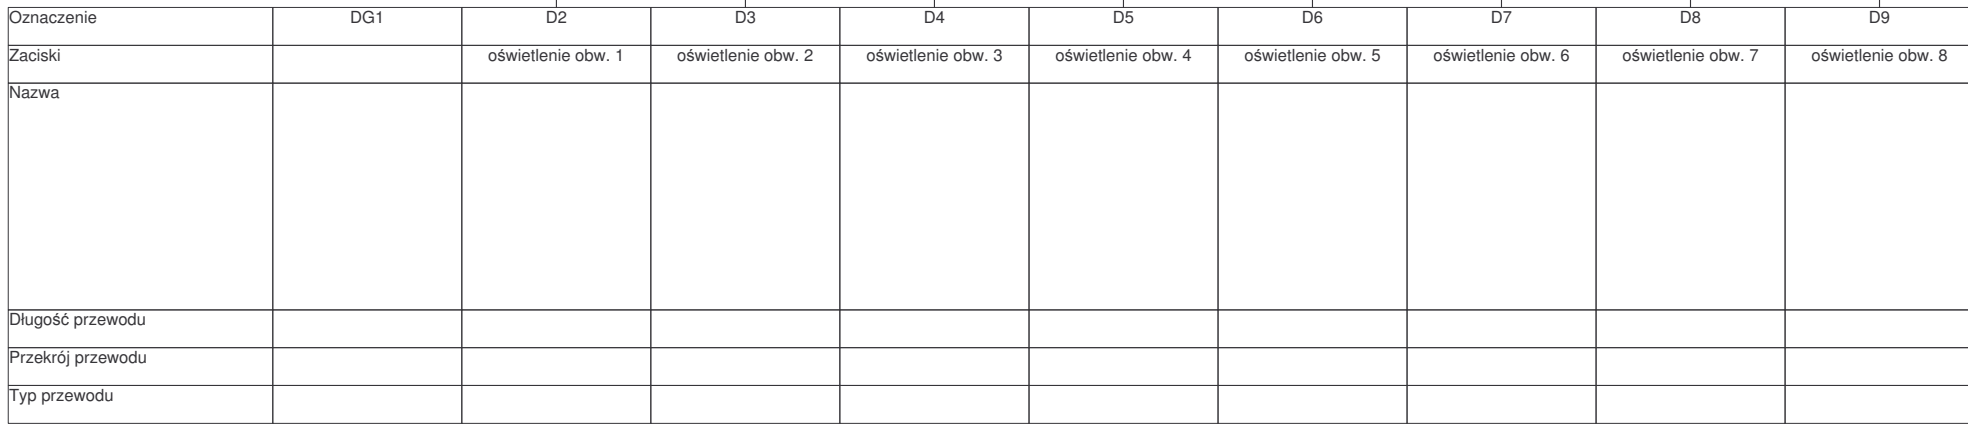 Oznaczenie DG1 D2 D3 D4 D5 D6 D7 D8 D9
Zaciski oświetlenie obw. 1 oświetlenie obw. 2 oświetlenie obw. 3 oświetlenie obw. 4 oświetlenie obw. 5 oświetlenie obw. 6 oświetlenie obw. 7 oświetlenie obw. 8
Nazwa
Długość przewodu
Przekrój przewodu
Typ przewodu